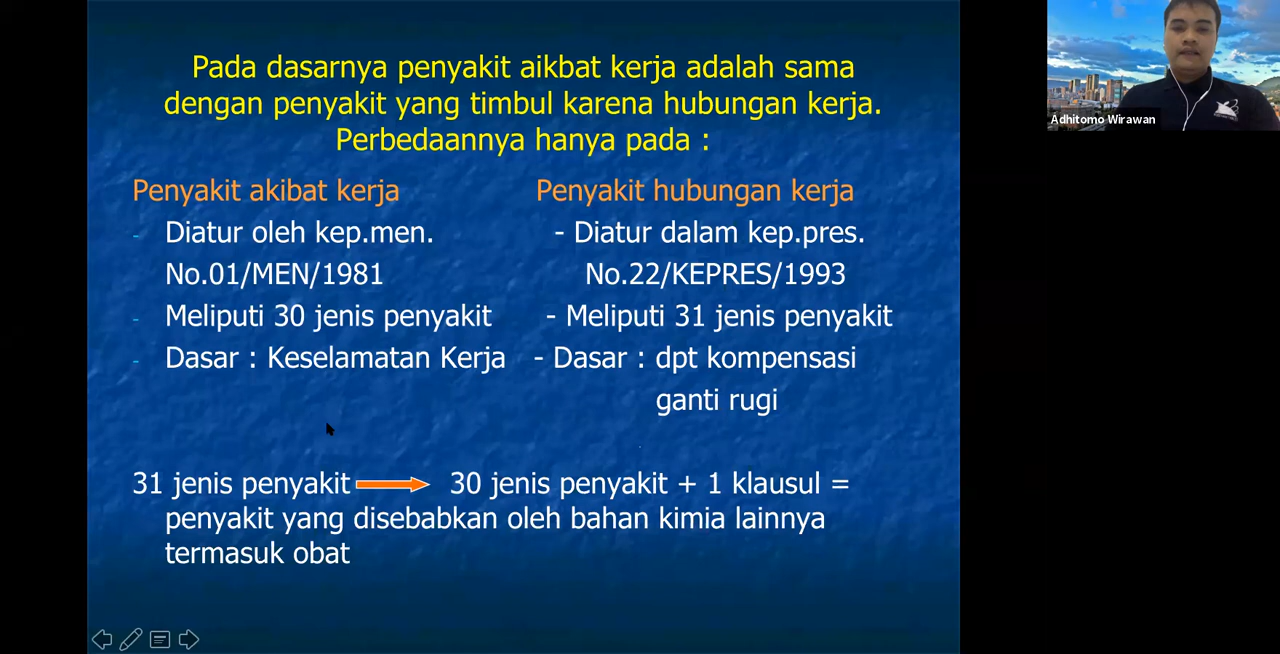 Pada dasarnya penyakit aikbat kerja adalah sama
dengan penyakit yang timbul karena hubungan kerja.
Perbedaannya hanya pada :
Penyakit akibat kerja
- Diatur oleh kep.men.
No.01/MEN/1981
- Meliputi 30 jenis penyakit
- Dasar : Keselamatan Kerja
Penyakit hubungan kerja
- Diatur dalam kep.pres.
No.22/KEPRES/1993
- Meliputi 31 jenis penyakit
- Dasar : dpt kompensasi
ganti rugi
31 jenis penyakit 30 jenis penyakit + 1 klausul =
penyakit yang disebabkan oleh bahan kimia lainnya
termasuk obat
Adhitomo Wirawan